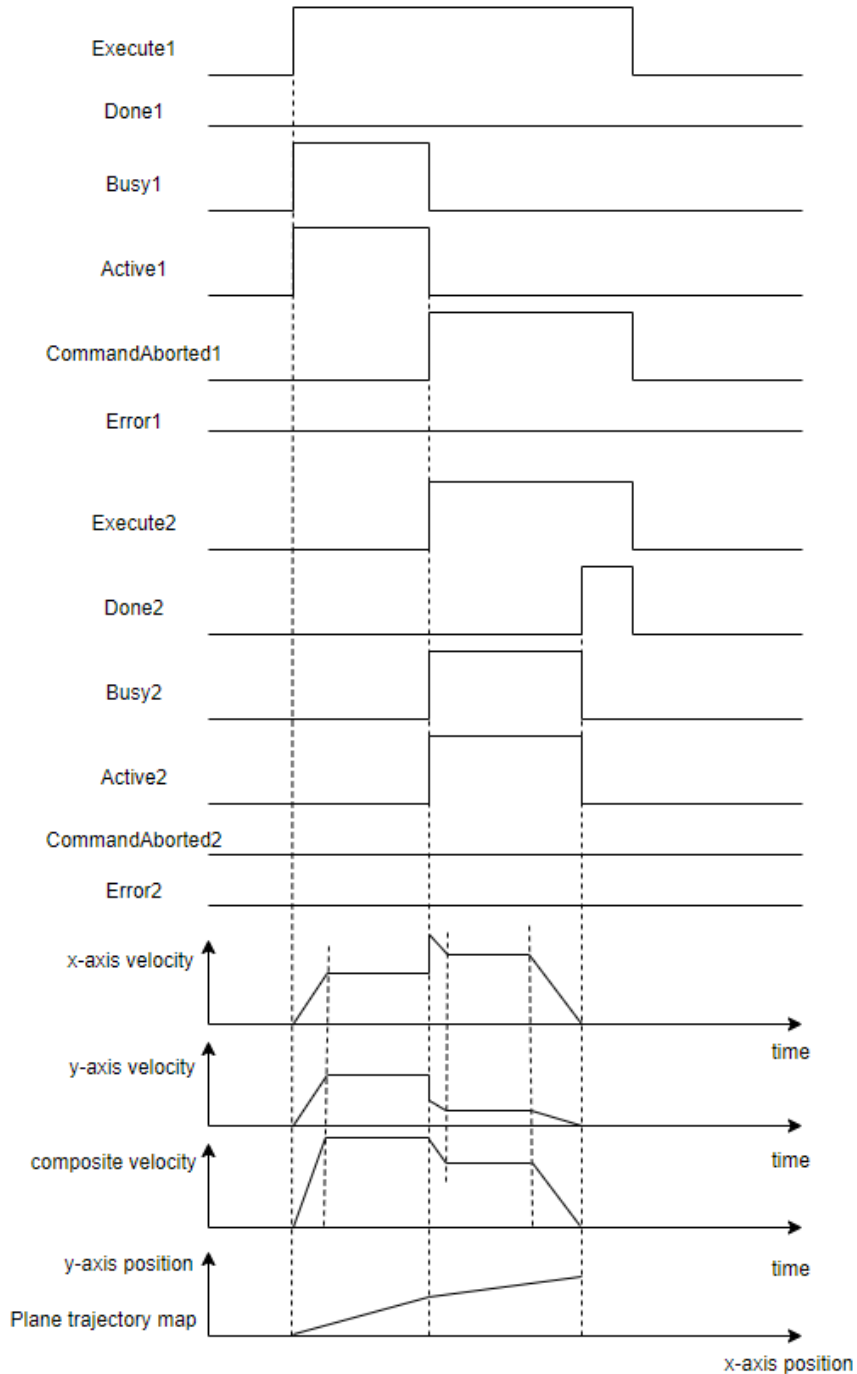 Execute1
Done1
Busy1
Active1
CommandAborted1
Error1
Execute2
Done2
Busy2
Active2
CommandAborted2
Error2
x-axis velocity
time
y-axis velocity
time
composite velocity
time
y-axis position
Plane trajectory map
x-axis position